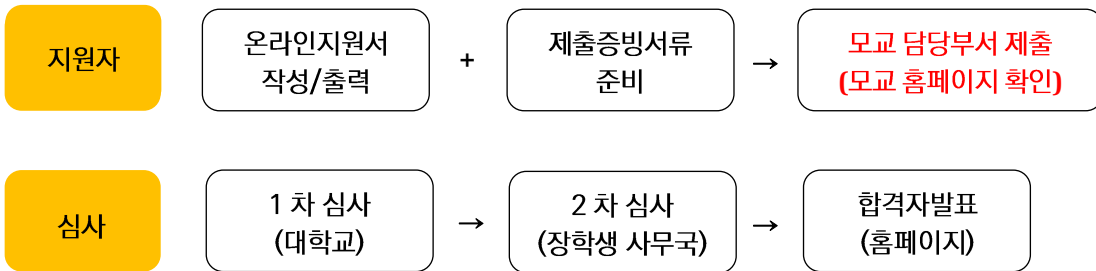 지원자
온라인지원서
작성/출력
+
제출증빙서류
준비
→
모교 담당부서 제출
(모교 홈페이지 확인)
심사
1 차 심사
(대학교)
→
2 차 심사
(장학생 사무국)
→
합격자발표
(홈페이지)